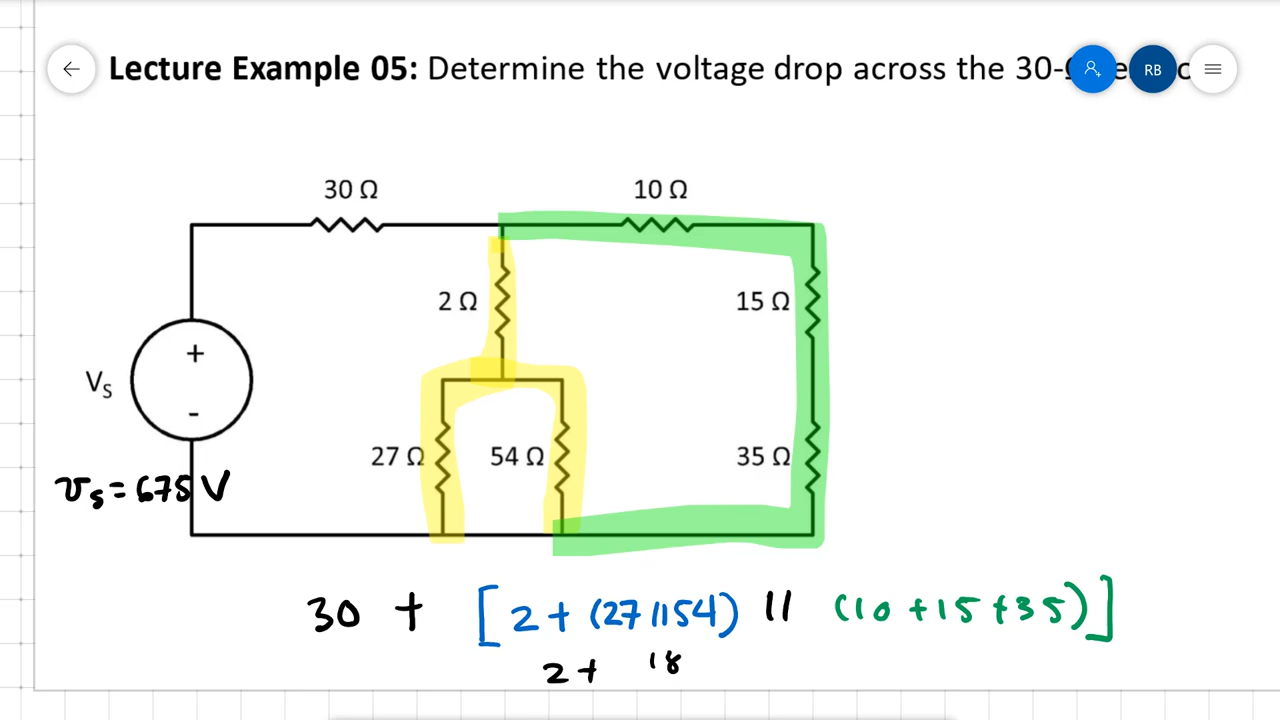 Lecture Example 05: Determine the voltage drop across the 30-
RB
30 Ω
10 Ω
2 Ω
15 Ω
+
Vs
-
27 Ω
54 Ω
35 Ω
vs = 675 V
30 + [2 + (27 || 54) || (10 + 15 + 35)]
2 + 18